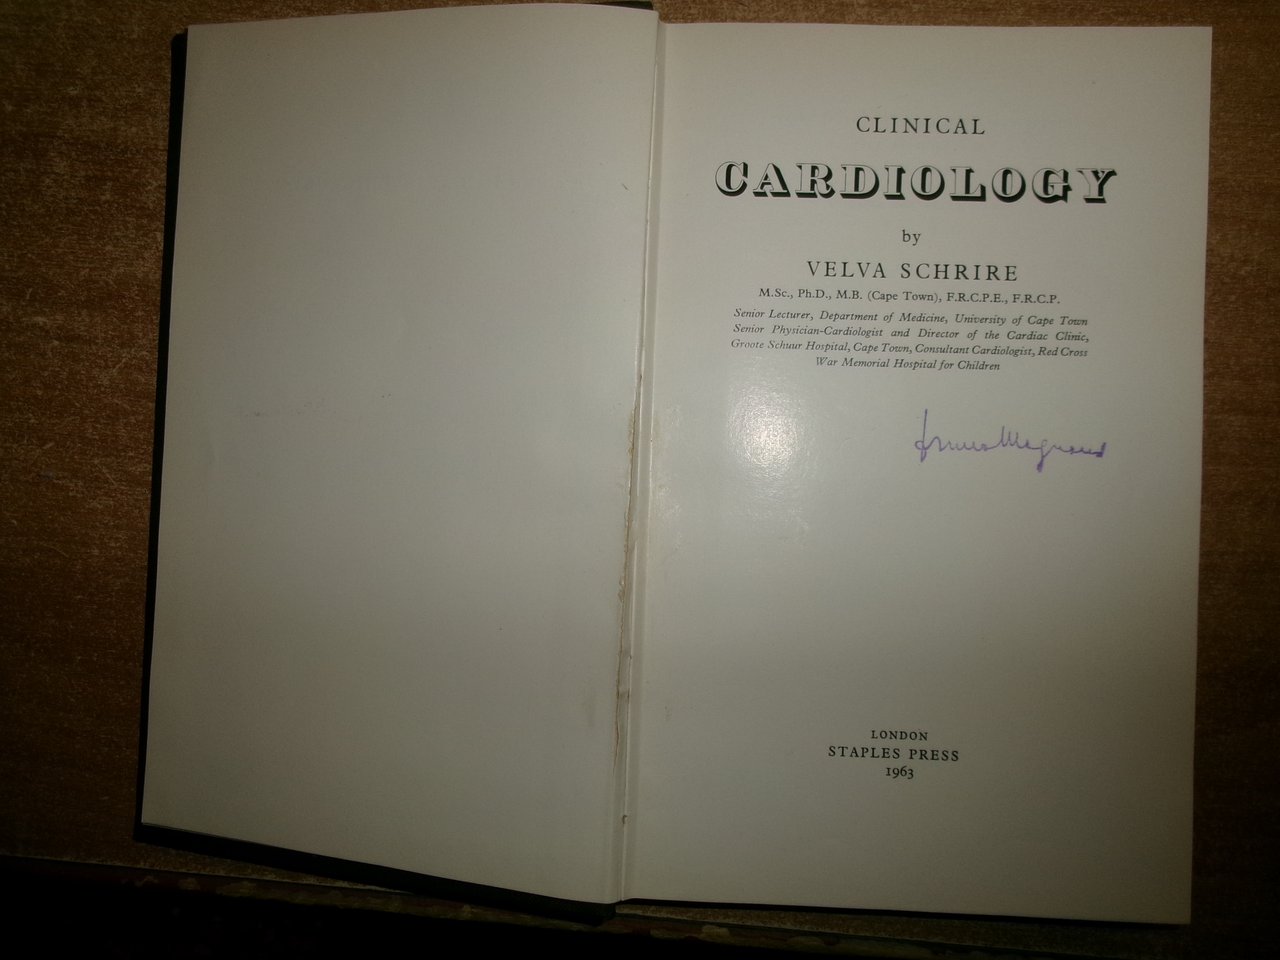 CLINICAL
CARDIOLOGY
by
VELVA SCHRIRE
M.Sc., Ph.D., M.B. (Cape Town), F.R.C.P.E., F.R.C.P.
Senior Lecturer, Department of Medicine, University of Cape Town
Senior Physician-Cardiologist and Director of the Cardiac Clinic,
Groote Schuur Hospital, Cape Town, Consultant Cardiologist, Red Cross
War Memorial Hospital for Children
LONDON
STAPLES PRESS
1963